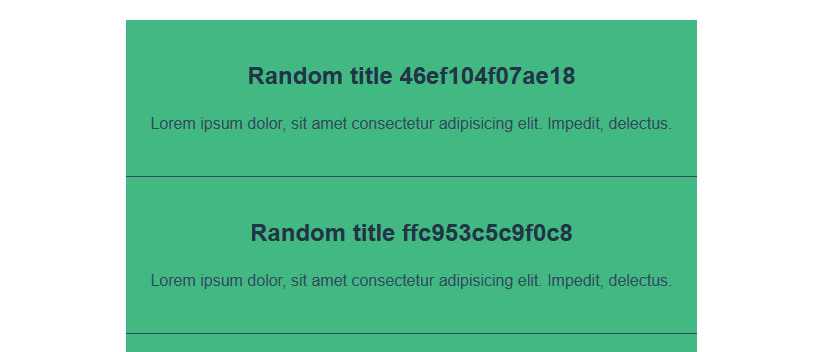 Random title 46ef104f07ae18
Lorem ipsum dolor, sit amet consectetur adipisicing elit. Impedit, delectus.
Random title ffc953c5c9f0c8
Lorem ipsum dolor, sit amet consectetur adipisicing elit. Impedit, delectus.